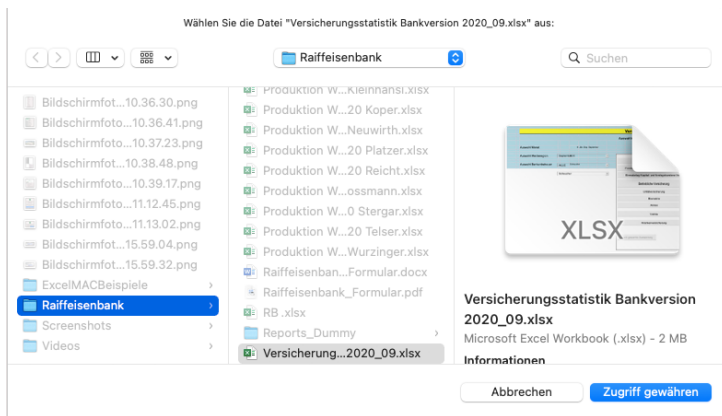 Wählen Sie die Datei "Versicherungsstatistik Bankversion 2020_09.xlsx" aus:
Raiffeisenbank
Suchen
Bildschirmfot...10.36.30.png
Bildschirmfoto...10.36.41.png
Bildschirmfoto...10.37.23.png
Bildschirmfot...10.38.48.png
Bildschirmfoto...10.39.17.png
Bildschirmfoto...11.12.45.png
Bildschirmfoto...11.13.02.png
Bildschirmfot...15.59.04.png
Bildschirmfot...15.59.32.png
ExcelMACBeispiele
Raiffeisenbank
Screenshots
Videos
Produktion W...Kleinhansl.xlsx
Produktion W...20 Koper.xlsx
Produktion W...Neuwirth.xlsx
Produktion W...20 Platzer.xlsx
Produktion W...20 Reicht.xlsx
Produktion W...ossmann.xlsx
Produktion W...0 Stergar.xlsx
Produktion W...20 Telser.xlsx
Produktion W...Wurzinger.xlsx
Raiffeisenban...Formular.docx
Raiffeisenbank_Formular.pdf
RB .xlsx
Reports_Dummy
Versicherung...2020_09.xlsx
XLSX
Versicherungsstatistik Bankversion
2020_09.xlsx
Microsoft Excel Workbook (.xlsx) - 2 MB
Informationen
Abbrechen
Zugriff gewähren